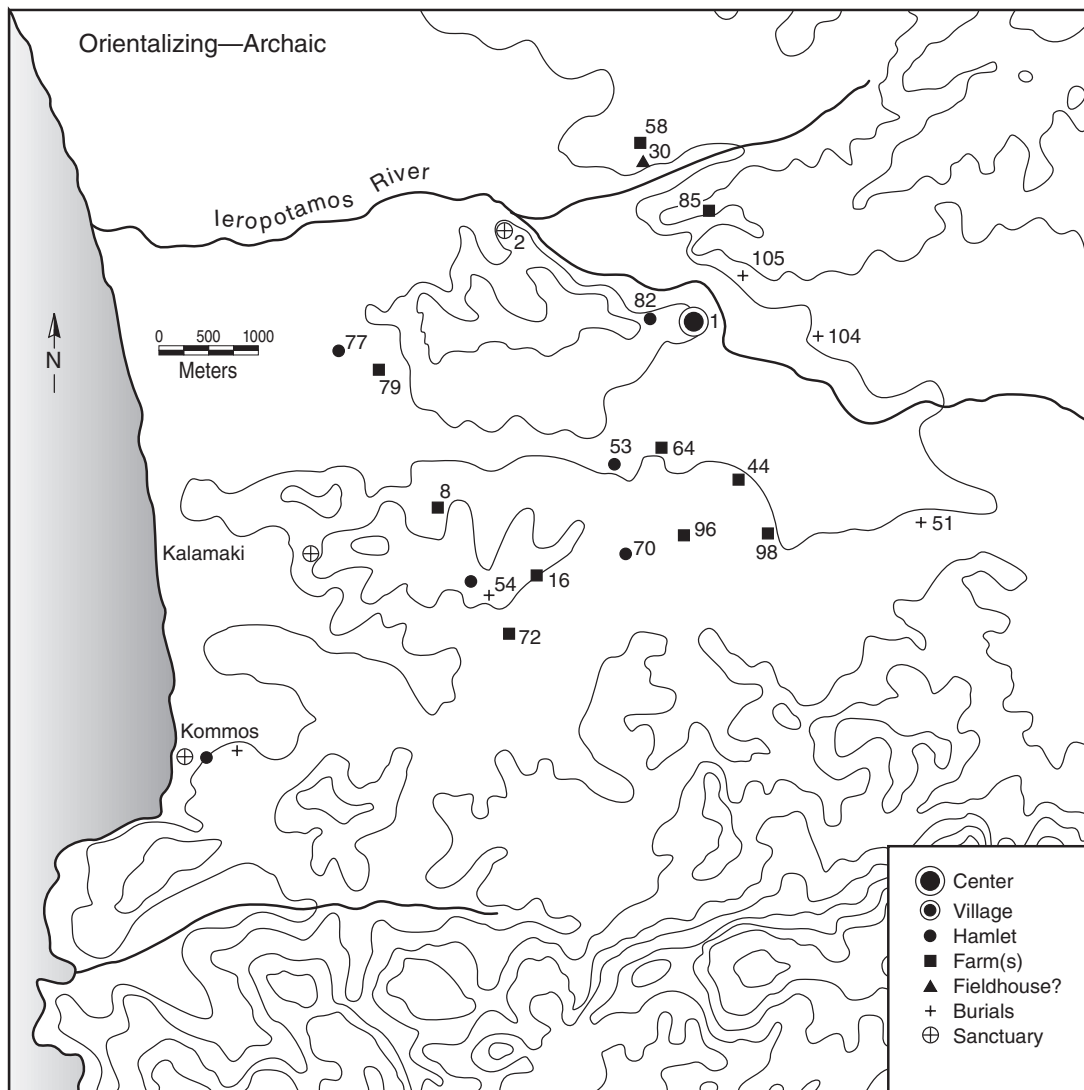 Orientalizing—Archaic
58
30
Ieropotamos River
85
2
105
82
1
104
0 500 1000
Meters
N
77
79
53
64
44
8
51
96
98
70
Kalamaki
54
16
72
Kommos
Center
Village
Hamlet
Farm(s)
Fieldhouse?
Burials
Sanctuary